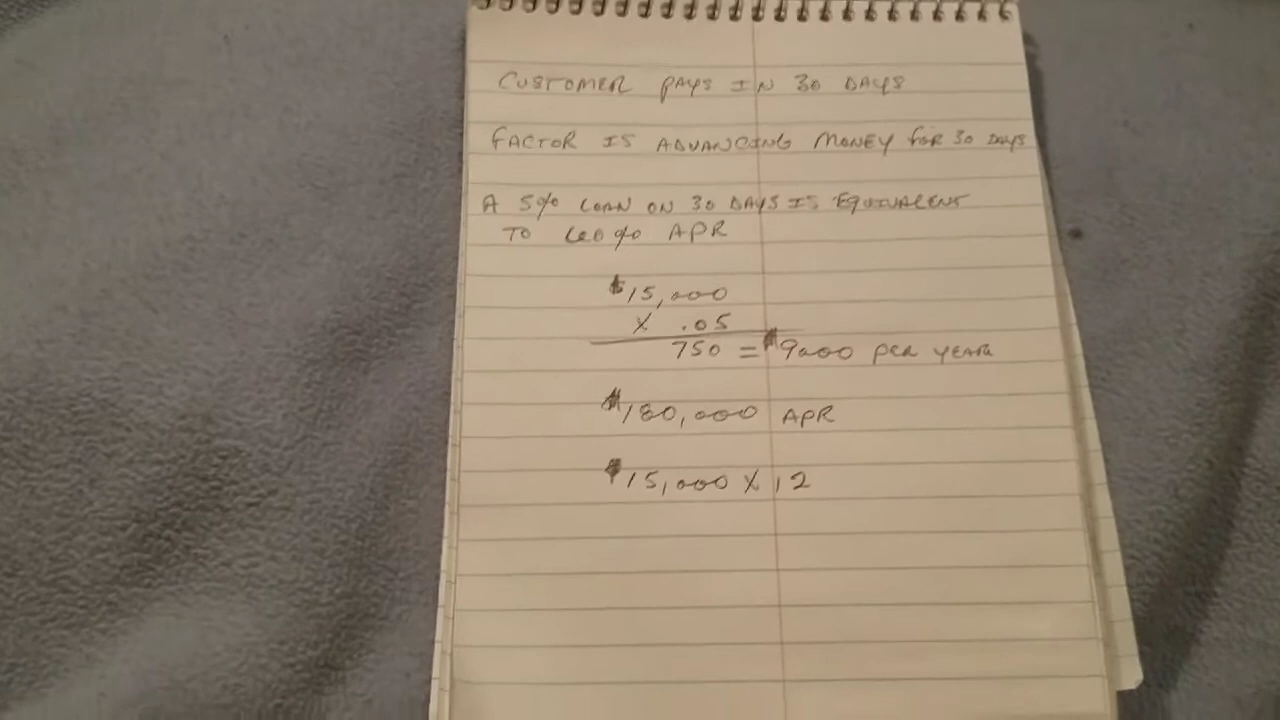 CUSTOMER PAYS IN 30 DAYS
FACTOR IS ADVANCING MONEY FOR 30 DAYS
A 5% LOAN ON 30 DAYS IS EQUIVALENT
TO 60% APR
$15,000
X .05
750 = $9000 PER YEAR
$180,000 APR
$15,000 X 12